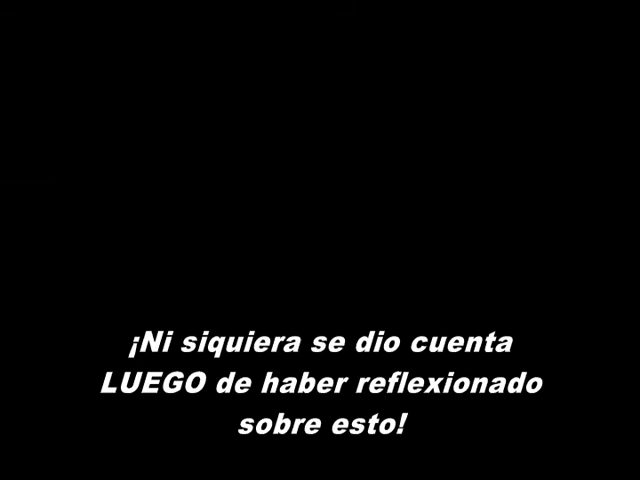 ¡Ni siquiera se dio cuenta
LUEGO de haber reflexionado
sobre esto!